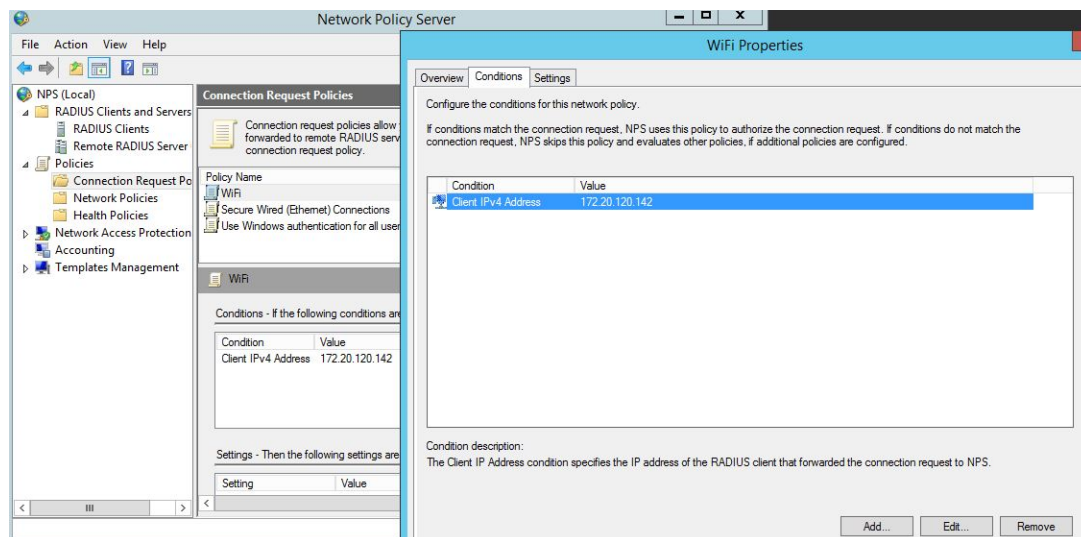 Network Policy Server
File Action View Help
NPS (Local)
RADIUS Clients and Servers
RADIUS Clients
Remote RADIUS Server
Policies
Connection Request Po
Network Policies
Health Policies
Network Access Protection
Accounting
Templates Management
Connection Request Policies
Connection request policies allow
forwarded to remote RADIUS serv
connection request policy.
Policy Name
WiFi
Secure Wired (Ethernet) Connections
Use Windows authentication for all user
WiFi
Conditions - If the following conditions are
Condition Value
Client IPv4 Address 172.20.120.142
Settings - Then the following settings are
Setting Value
WiFi Properties
Overview Conditions Settings
Configure the conditions for this network policy.
If conditions match the connection request, NPS uses this policy to authorize the connection request. If conditions do not match the
connection request, NPS skips this policy and evaluates other policies, if additional policies are configured.
Condition Value
Client IPv4 Address 172.20.120.142
Condition description:
The Client IP Address condition specifies the IP address of the RADIUS client that forwarded the connection request to NPS.
Add... Edit... Remove